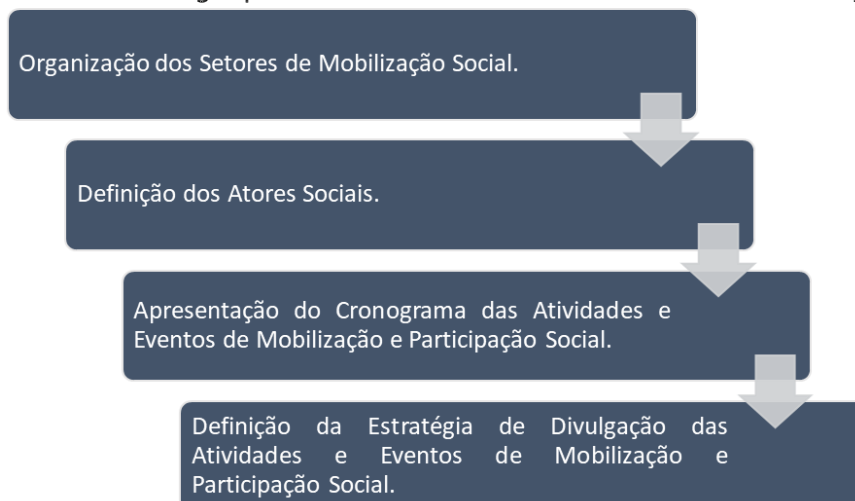 Organização dos Setores de Mobilização Social.
Definição dos Atores Sociais.
Apresentação do Cronograma das Atividades e
Eventos de Mobilização e Participação Social.
Definição da Estratégia de Divulgação das
Atividades e Eventos de Mobilização e
Participação Social.